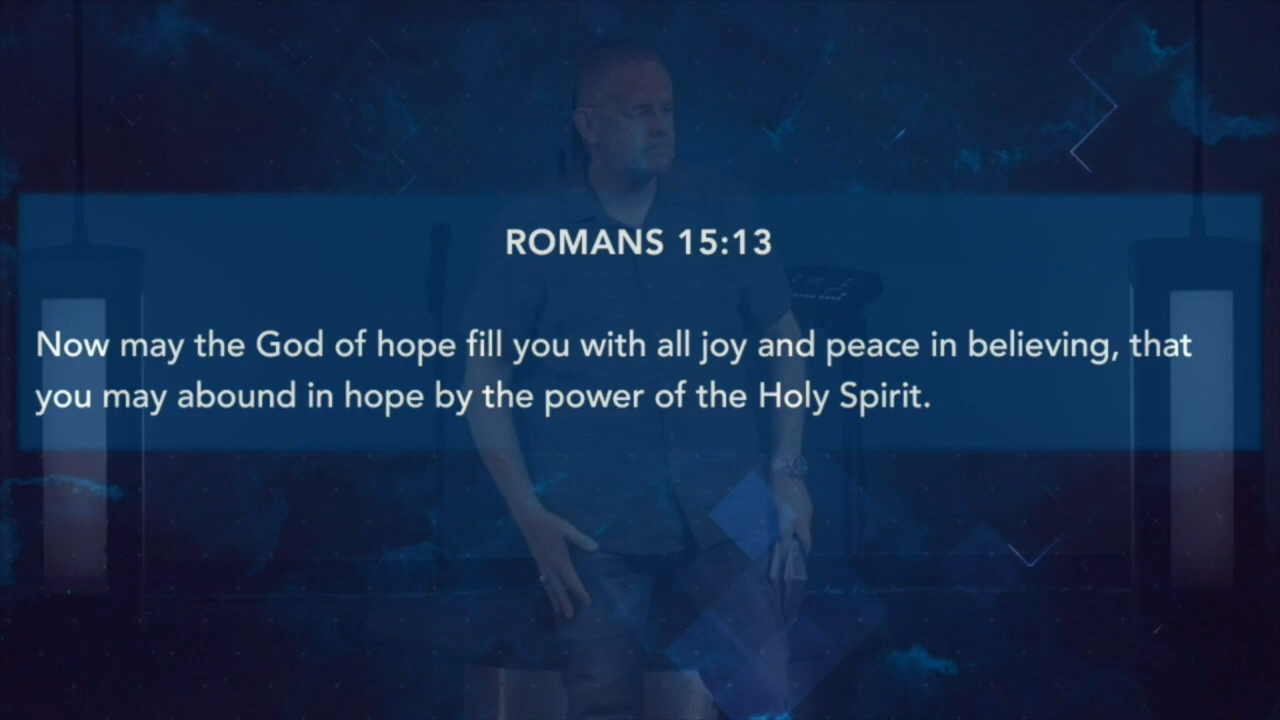 ROMANS 15:13
Now may the God of hope fill you with all joy and peace in believing, that
you may abound in hope by the power of the Holy Spirit.